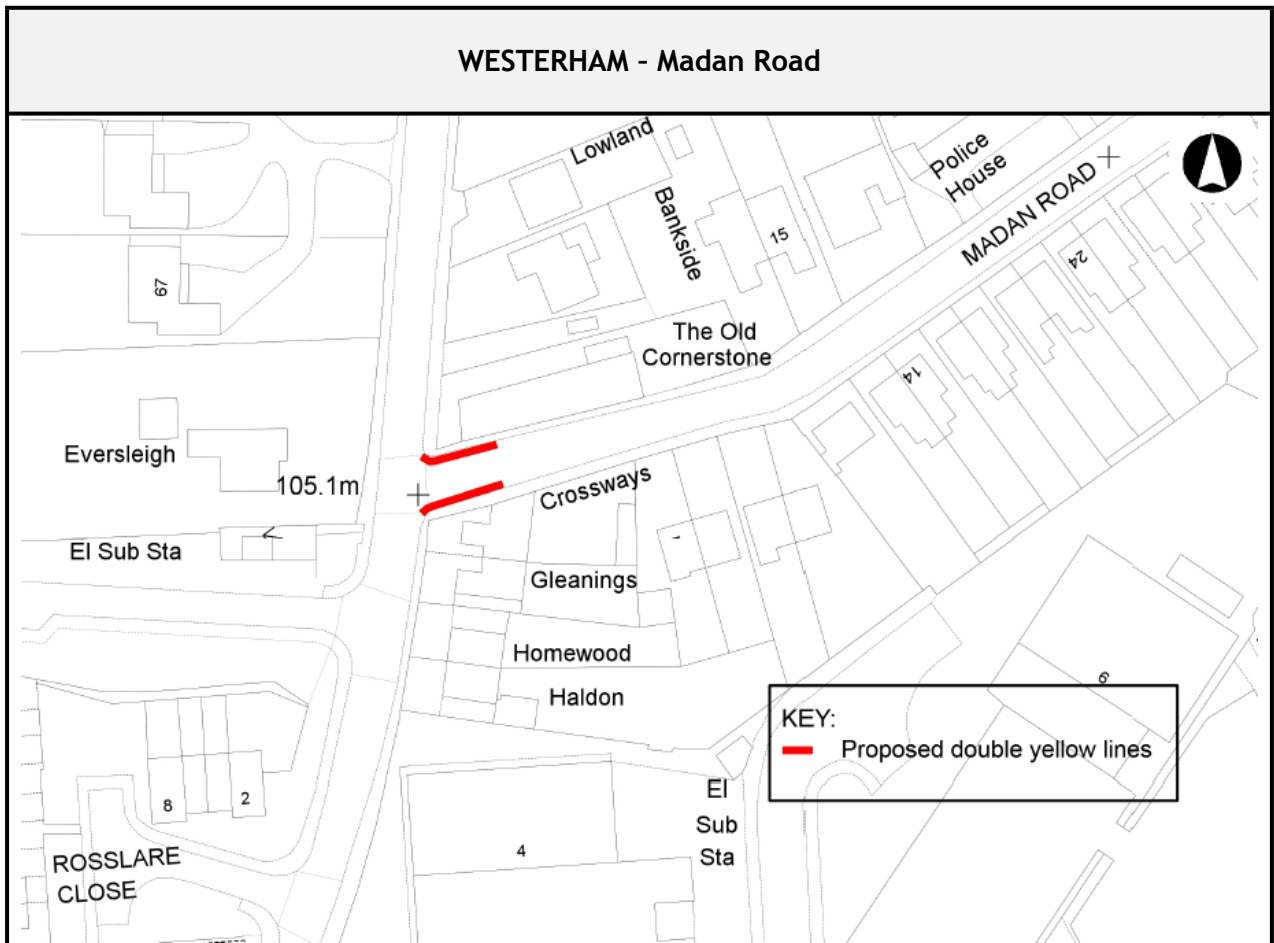 WESTERHAM - Madan Road
Lowland
Police
House
Bankside
15
MADAN ROAD
24
67
The Old
Cornerstone
14
Eversleigh
105.1m
Crossways
El Sub Sta
1
Gleanings
Homewood
Haldon
6
KEY:
Proposed double yellow lines
El
Sub
Sta
8
2
4
ROSSLARE
CLOSE